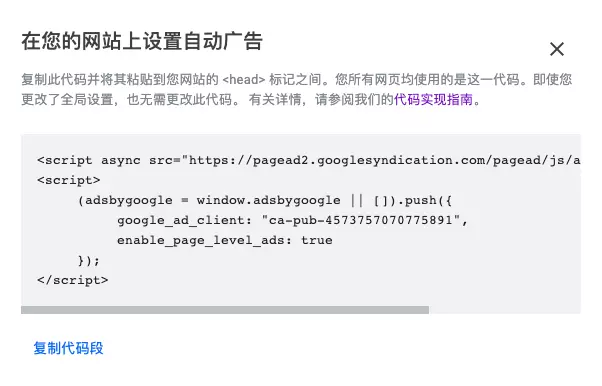 在您的网站上设置自动广告
复制此代码并将其粘贴到您网站的 <head> 标记之间。您所有网页均使用的是这一代码。即使您
更改了全局设置，也无需更改此代码。 有关详情，请参阅我们的代码实现指南。
<script async src="https://pagead2.googlesyndication.com/pagead/js/a
<script>
(adsbygoogle = window.adsbygoogle || []).push({
google_ad_client: "ca-pub-4573757070775891",
enable_page_level_ads: true
});
</script>
复制代码段